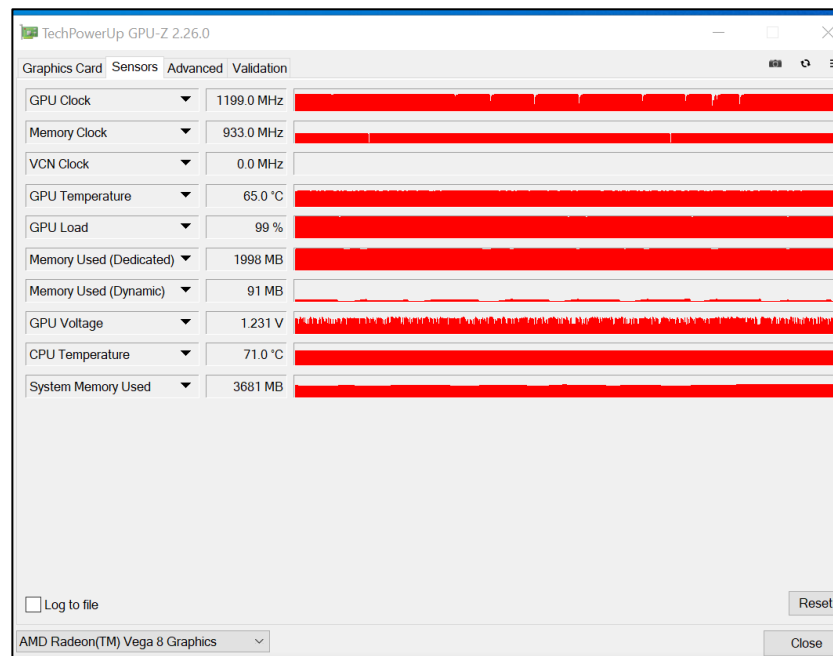 TechPowerUp GPU-Z 2.26.0
Graphics Card Sensors Advanced Validation
GPU Clock 1199.0 MHz
Memory Clock 933.0 MHz
VCN Clock 0.0 MHz
GPU Temperature 65.0 °C
GPU Load 99 %
Memory Used (Dedicated) 1998 MB
Memory Used (Dynamic) 91 MB
GPU Voltage 1.231 V
CPU Temperature 71.0 °C
System Memory Used 3681 MB
Log to file Reset
AMD Radeon(TM) Vega 8 Graphics Close